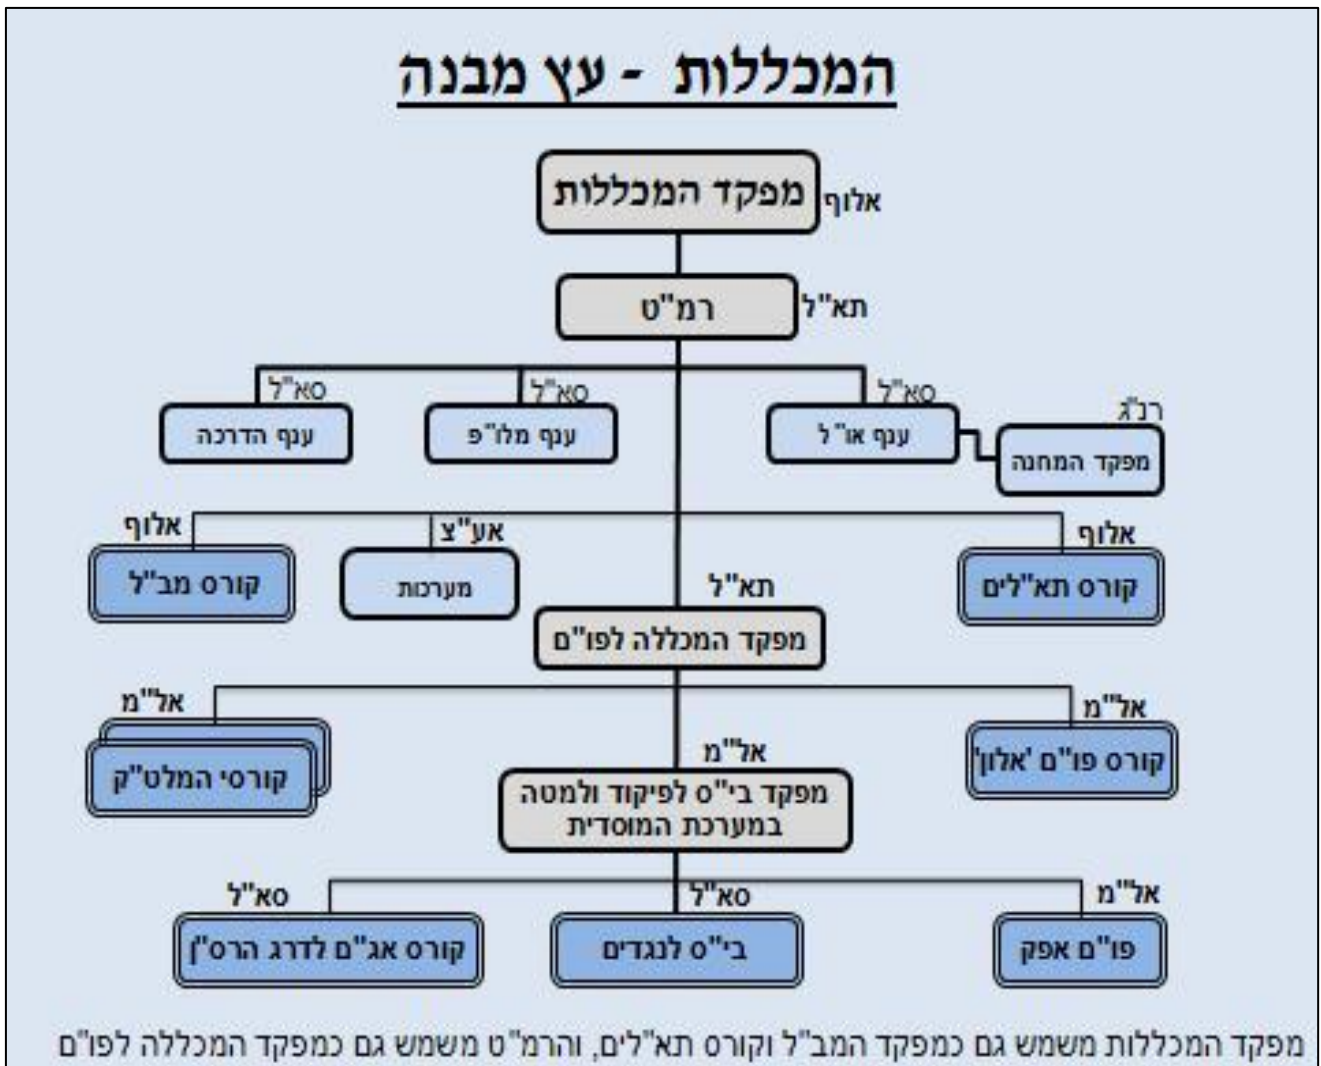 המכללות - עץ מבנה
מפקד המכללות
אלוף
רמ"ט
תא"ל
סא"ל
סא"ל
סא"ל
רנ"ג
ענף או"ל
ענף מלו"פ
ענף הדרכה
מפקד המחנה
אלוף
אע"צ
אלוף
קורס תא"לים
מערכות
קורס מב"ל
תא"ל
מפקד המכללה לפו"ם
אל"מ
אל"מ
קורס פו"ם 'אלון'
קורסי המלט"ק
אל"מ
מפקד בי"ס לפיקוד ולמטה
במערכת המוסדית
אל"מ
סא"ל
סא"ל
פו"ם אפק
בי"ס לנגדים
קורס אג"ם לדרג הרס"ן
מפקד המכללות משמש גם כמפקד המב"ל וקורס תא"לים, והרמ"ט משמש גם כמפקד המכללה לפו"ם